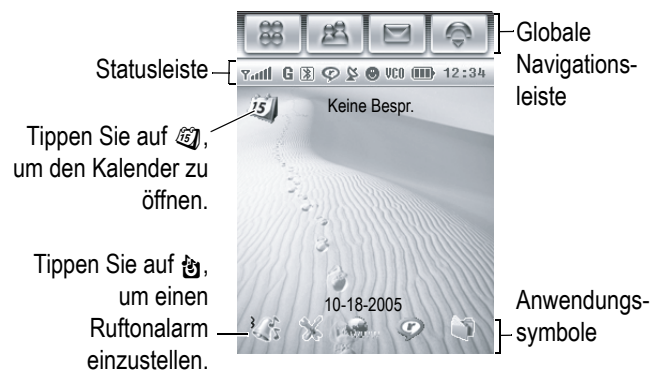 Globale
Navigations-
leiste
Statusleiste
G VCO 12:34
15
Keine Bespr.
Tippen Sie auf 15,
um den Kalender zu
öffnen.
Tippen Sie auf ,
um einen
Ruftonalarm
einzustellen.
10-18-2005
Anwendungs-
symbole